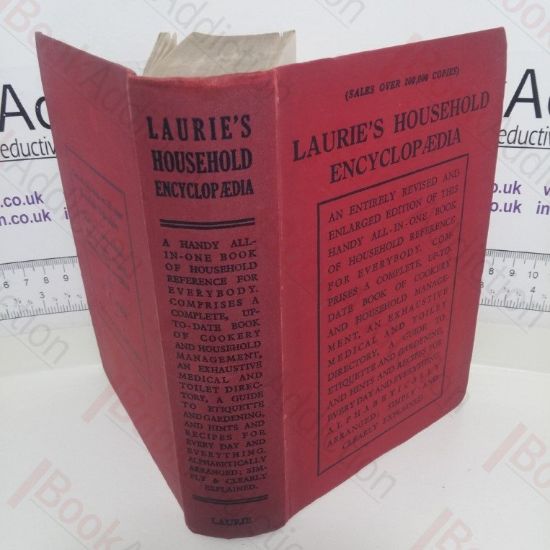 LAURIE'S
HOUSEHOLD
ENCYCLOPÆDIA
A HANDY ALL-
IN-ONE BOOK
OF HOUSEHOLD
REFERENCE FOR
EVERYBODY.
COMPRISES A
COMPLETE, UP-
TO-DATE BOOK
OF COOKERY
AND HOUSEHOLD
MANAGEMENT,
AN EXHAUSTIVE
MEDICAL AND
TOILET DIREC-
TORY, A GUIDE
TO ETIQUETTE
AND GARDENING,
AND HINTS AND
RECIPES FOR
EVERY DAY AND
EVERYTHING.
ALPHABETICALLY
ARRANGED; SIM-
PLY & CLEARLY
EXPLAINED.
LAURIE
(SALES OVER 200,000 COPIES)
LAURIE'S HOUSEHOLD
ENCYCLOPÆDIA
AN ENTIRELY REVISED AND
ENLARGED EDITION OF THIS
HANDY ALL-IN-ONE BOOK
OF HOUSEHOLD REFERENCE
FOR EVERYBODY. COM-
PRISES A COMPLETE, UP-TO-
DATE BOOK OF COOKERY
AND HOUSEHOLD MANAGE-
MENT, AN EXHAUSTIVE
MEDICAL AND TOILET
DIRECTORY, A GUIDE TO
ETIQUETTE AND GARDENING,
AND HINTS AND RECIPES FOR
EVERY DAY AND EVERYTHING.
ALPHABETICALLY
ARRANGED; SIMPLY AND
CLEARLY EXPLAINED
Book Addiction